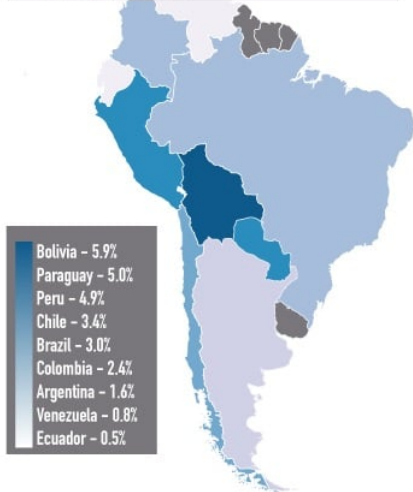 Bolivia – 5.9%
Paraguay – 5.0%
Peru – 4.9%
Chile – 3.4%
Brazil – 3.0%
Colombia – 2.4%
Argentina – 1.6%
Venezuela – 0.8%
Ecuador – 0.5%